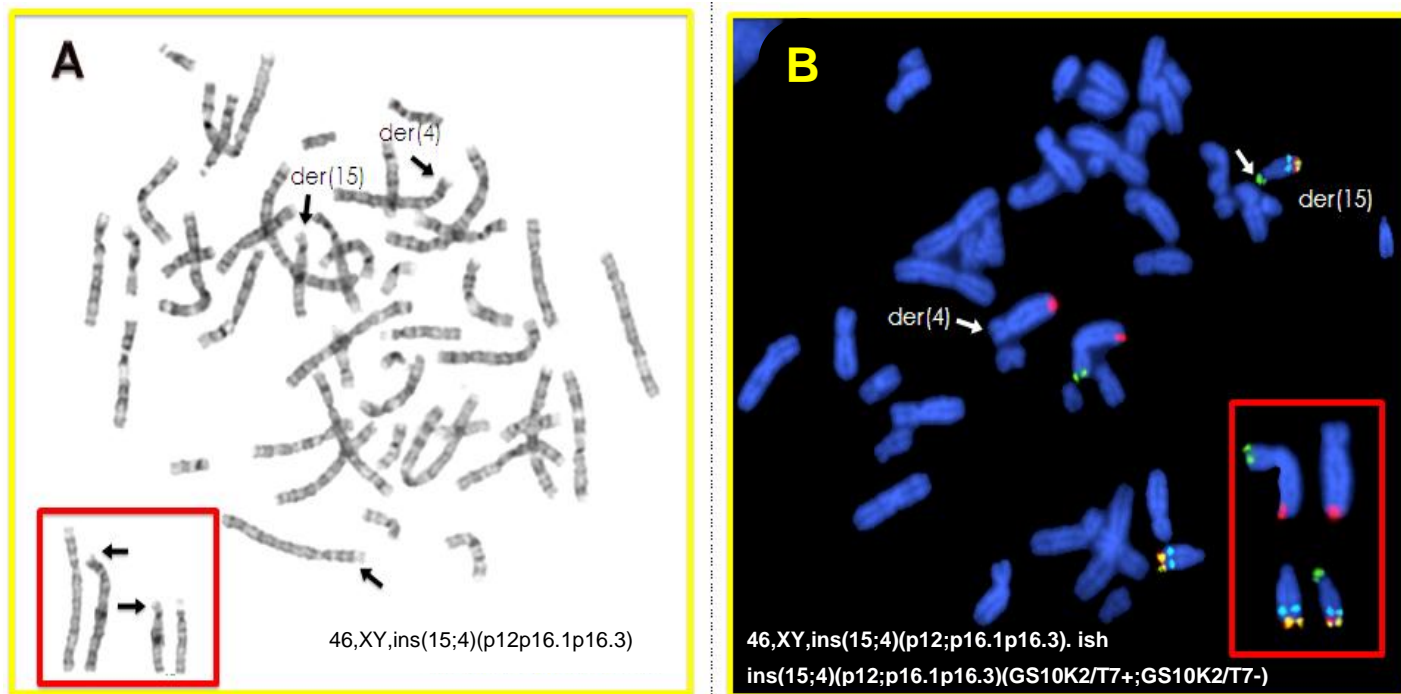 A
der(4)
der(15)
46,XY,ins(15;4)(p12p16.1p16.3)
B
der(15)
der(4)
46,XY,ins(15;4)(p12;p16.1p16.3). ish
ins(15;4)(p12;p16.1p16.3)(GS10K2/T7+;GS10K2/T7-)